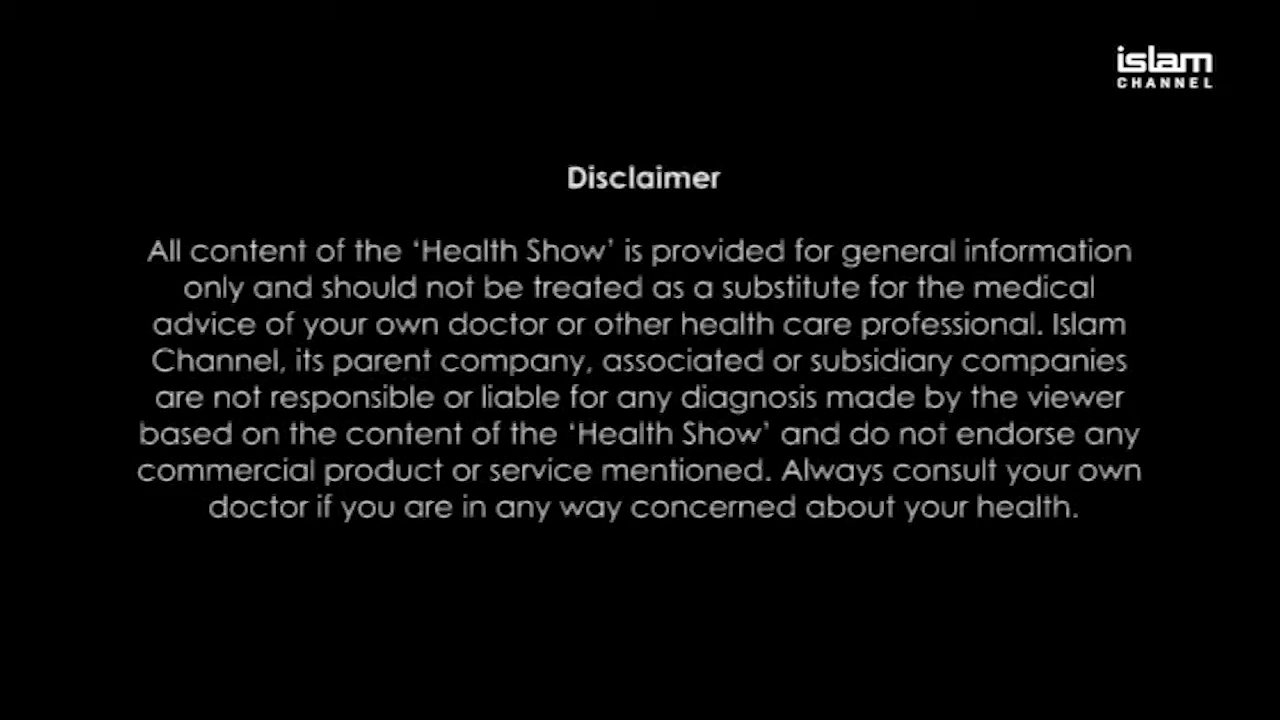 islam
CHANNEL
Disclaimer
All content of the ‘Health Show’ is provided for general information
only and should not be treated as a substitute for the medical
advice of your own doctor or other health care professional. Islam
Channel, its parent company, associated or subsidiary companies
are not responsible or liable for any diagnosis made by the viewer
based on the content of the ‘Health Show’ and do not endorse any
commercial product or service mentioned. Always consult your own
doctor if you are in any way concerned about your health.